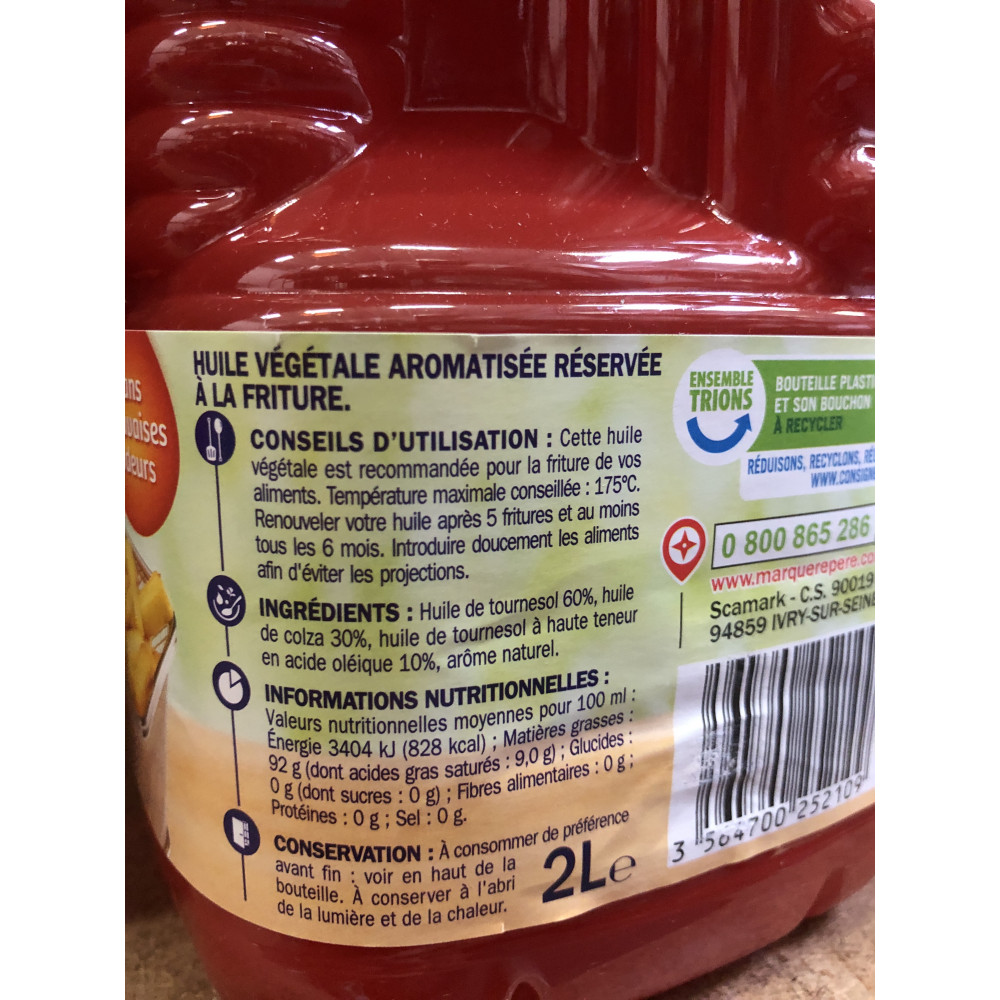 HUILE VÉGÉTALE AROMATISÉE RÉSERVÉE
À LA FRITURE.
CONSEILS D'UTILISATION : Cette huile
végétale est recommandée pour la friture de vos
aliments. Température maximale conseillée : 175°C.
Renouveler votre huile après 5 fritures et au moins
tous les 6 mois. Introduire doucement les aliments
afin d'éviter les projections.
INGRÉDIENTS : Huile de tournesol 60%, huile
de colza 30%, huile de tournesol à haute teneur
en acide oléique 10%, arôme naturel.
INFORMATIONS NUTRITIONNELLES :
Valeurs nutritionnelles moyennes pour 100 ml :
Énergie 3404 kJ (828 kcal) ; Matières grasses :
92 g (dont acides gras saturés : 9,0 g) ; Glucides :
0 g (dont sucres : 0 g) ; Fibres alimentaires : 0 g ;
Protéines : 0 g ; Sel : 0 g.
CONSERVATION : À consommer de préférence
avant fin : voir en haut de la
bouteille. À conserver à l'abri
de la lumière et de la chaleur.
2L e
ENSEMBLE
TRIONS
BOUTEILLE PLASTI
ET SON BOUCHON
À RECYCLER
RÉDUISONS, RECYCLONS,
WWW.CONSIGN
0 800 865 286
www.marquerepere.co
Scamark - C.S. 90019
94859 IVRY-SUR-SEINE
3 564700 252109